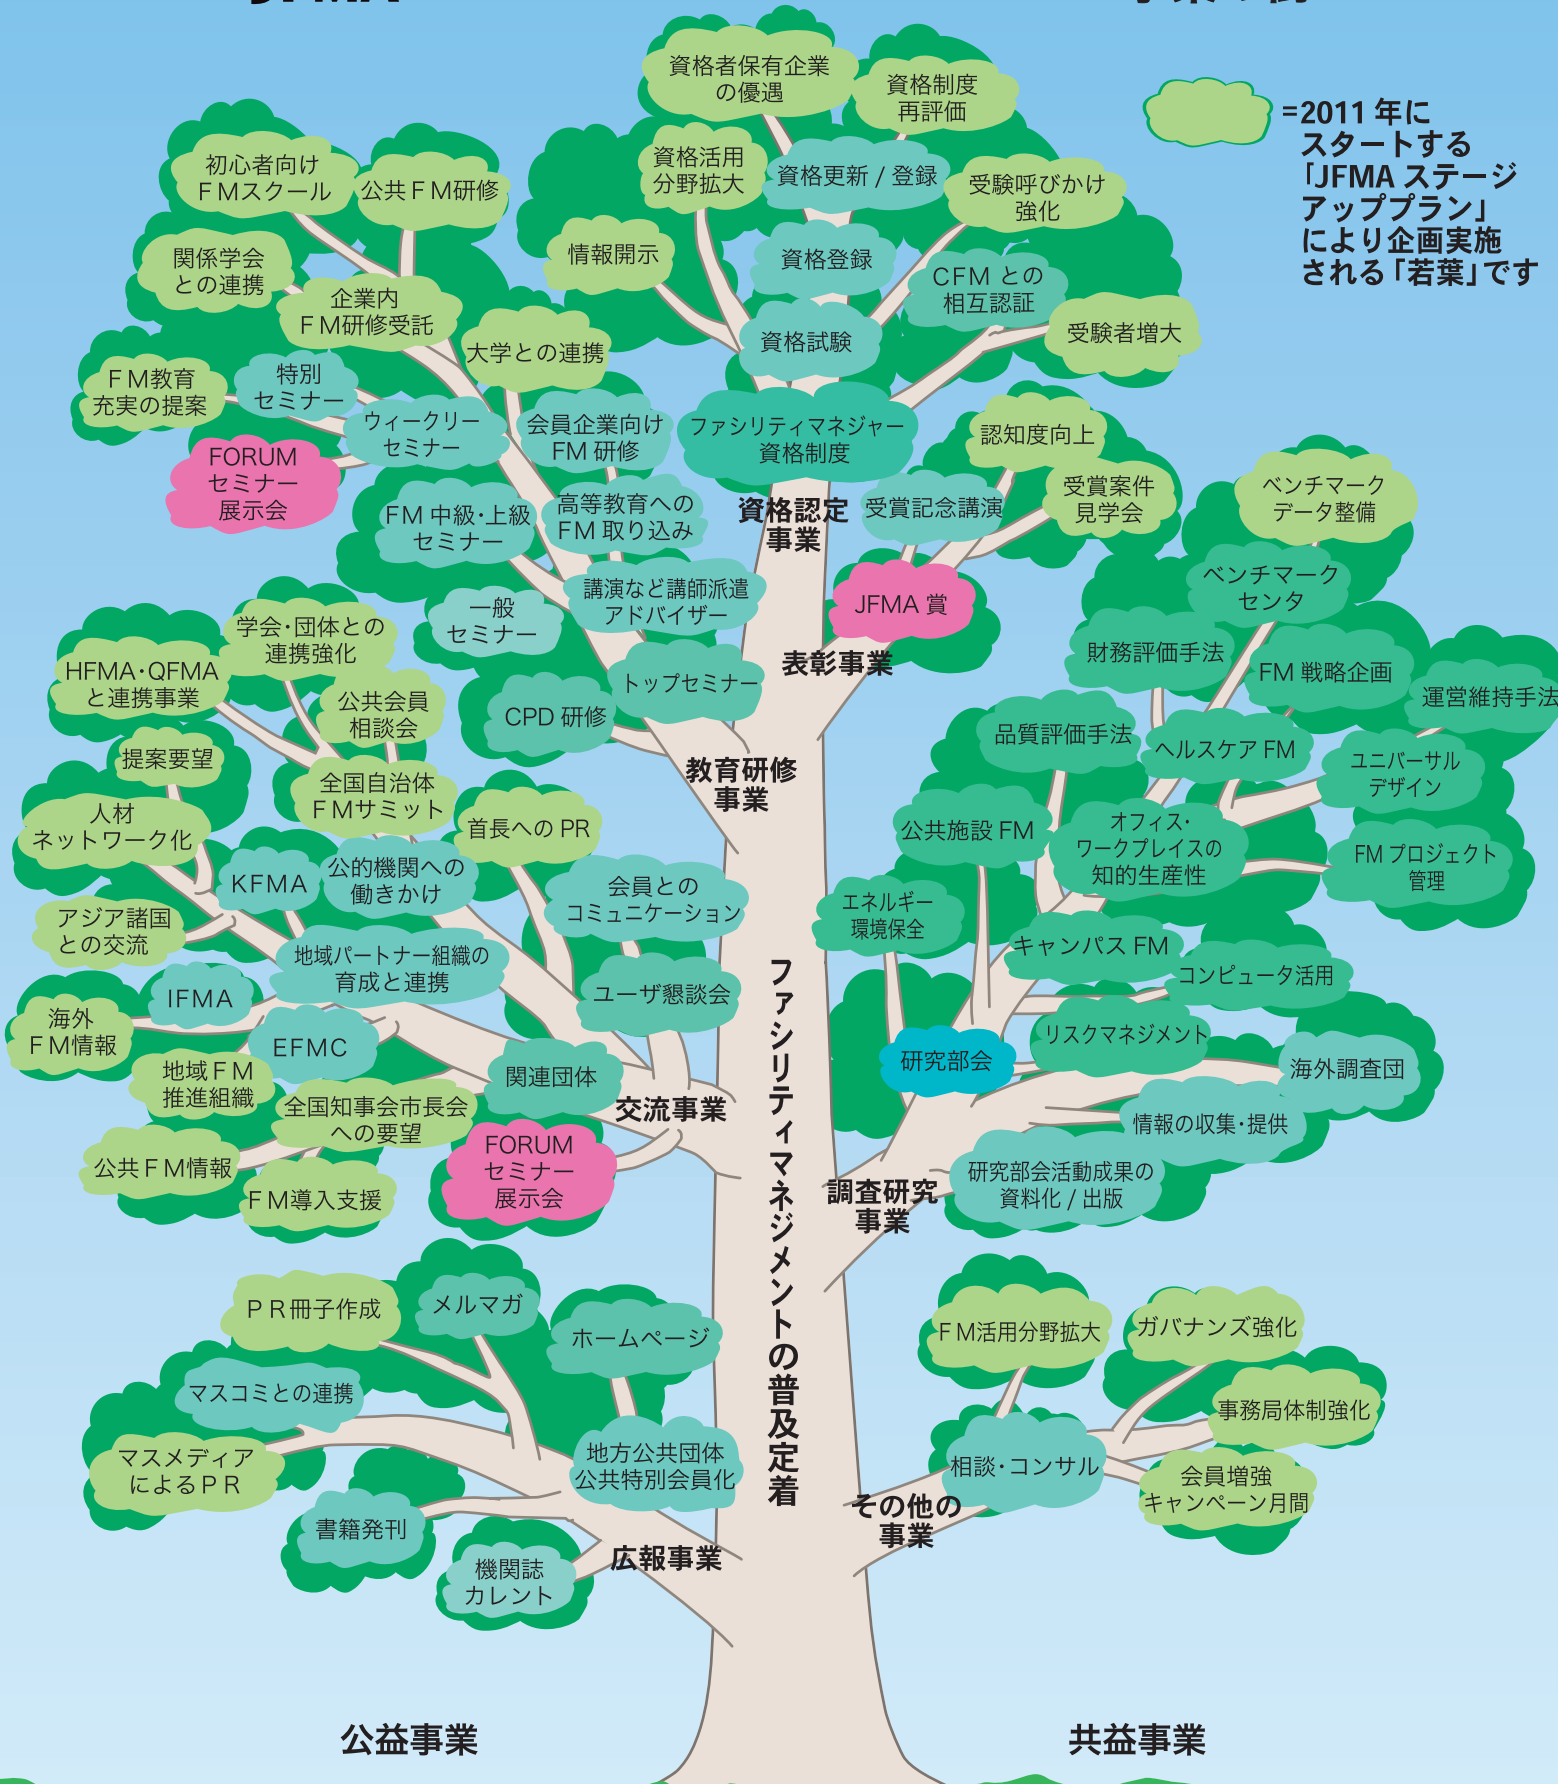 =2011 年に
スタートする
「JFMA ステージ
アッププラン」
により企画実施
される「若葉」です
資格者保有企業
の優遇
資格制度
再評価
資格活用
分野拡大
資格更新 / 登録
受験呼びかけ
強化
情報開示
資格登録
CFM との
相互認証
資格試験
受験者増大
ファシリティマネジャー
資格制度
資格認定
事業
初心者向け
ＦＭスクール
公共ＦＭ研修
関係学会
との連携
企業内
ＦＭ研修受託
大学との連携
ＦＭ教育
充実の提案
特別
セミナー
ウィークリー
セミナー
会員企業向け
FM 研修
FORUM
セミナー
展示会
FM 中級・上級
セミナー
高等教育への
FM 取り込み
講演など講師派遣
アドバイザー
一般
セミナー
トップセミナー
CPD 研修
教育研修
事業
認知度向上
受賞記念講演
受賞案件
見学会
JFMA 賞
表彰事業
ベンチマーク
データ整備
ベンチマーク
センタ
財務評価手法
FM 戦略企画
運営維持手法
品質評価手法
ヘルスケア FM
ユニバーサル
デザイン
公共施設 FM
オフィス・
ワークプレイスの
知的生産性
FM プロジェクト
管理
エネルギー
環境保全
キャンパス FM
コンピュータ活用
リスクマネジメント
研究部会
海外調査団
情報の収集・提供
研究部会活動成果の
資料化 / 出版
調査研究
事業
学会・団体との
連携強化
HFMA・QFMA
と連携事業
公共会員
相談会
提案要望
全国自治体
ＦＭサミット
人材
ネットワーク化
首長への PR
KFMA
公的機関への
働きかけ
会員との
コミュニケーション
アジア諸国
との交流
地域パートナー組織の
育成と連携
ユーザ懇談会
IFMA
海外
ＦＭ情報
EFMC
地域ＦＭ
推進組織
関連団体
全国知事会市長会
への要望
交流事業
公共ＦＭ情報
FORUM
セミナー
展示会
ＦＭ導入支援
ファシリティマネジメントの普及定着
ＰＲ冊子作成
メルマガ
ホームページ
マスコミとの連携
マスメディア
によるＰＲ
地方公共団体
公共特別会員化
書籍発刊
機関誌
カレント
広報事業
ＦＭ活用分野拡大
ガバナンス強化
事務局体制強化
相談・コンサル
会員増強
キャンペーン月間
その他の
事業
公益事業
共益事業